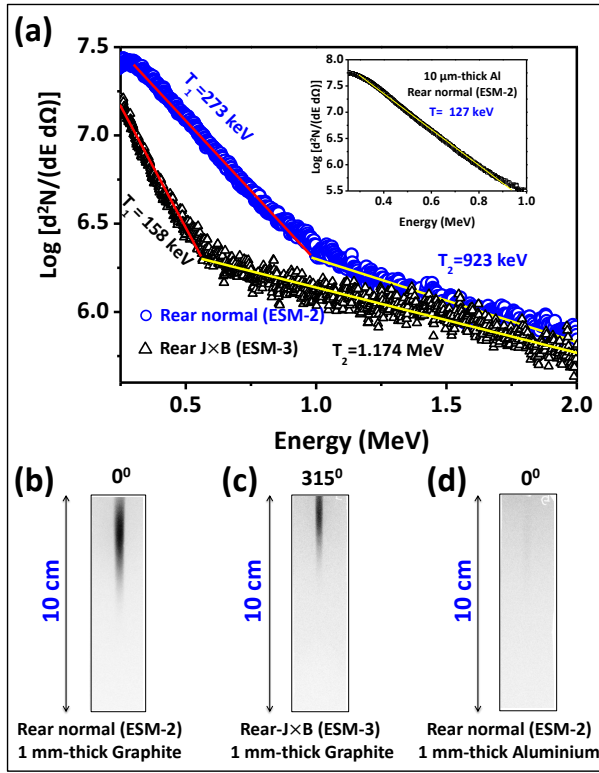 (a)
7.5
7.0
6.5
6.0
Log [d²N/(dE dΩ)]
0.5
1.0
1.5
2.0
Energy (MeV)
T₁=273 keV
T₁ = 158 keV
T₂=923 keV
T₂=1.174 MeV
Rear normal (ESM-2)
Rear J×B (ESM-3)
8.0
7.5
7.0
6.5
6.0
5.5
Log [d²N/(dE dΩ)]
0.4
0.6
0.8
1.0
Energy (MeV)
10 μm-thick Al
Rear normal (ESM-2)
T= 127 keV
(b)
0⁰
10 cm
Rear normal (ESM-2)
1 mm-thick Graphite
(c)
315⁰
10 cm
Rear-J×B (ESM-3)
1 mm-thick Graphite
(d)
0⁰
10 cm
Rear normal (ESM-2)
1 mm-thick Aluminium